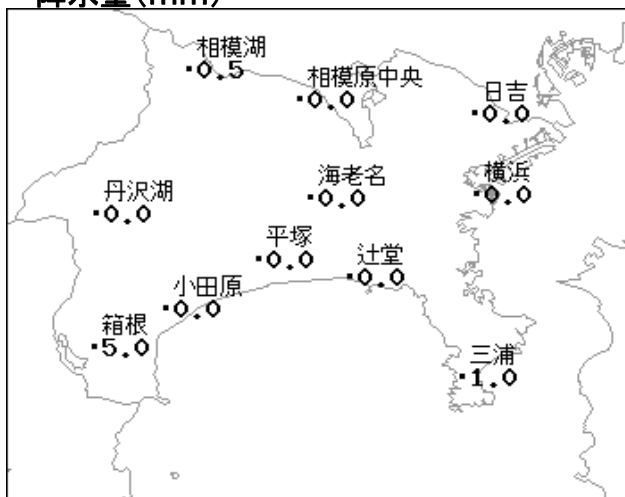 降水量(mm)
相模湖
0.5
相模原中央
0.0
日吉
0.0
海老名
0.0
横浜
0.0
丹沢湖
0.0
平塚
0.0
辻堂
0.0
小田原
0.0
箱根
5.0
三浦
1.0